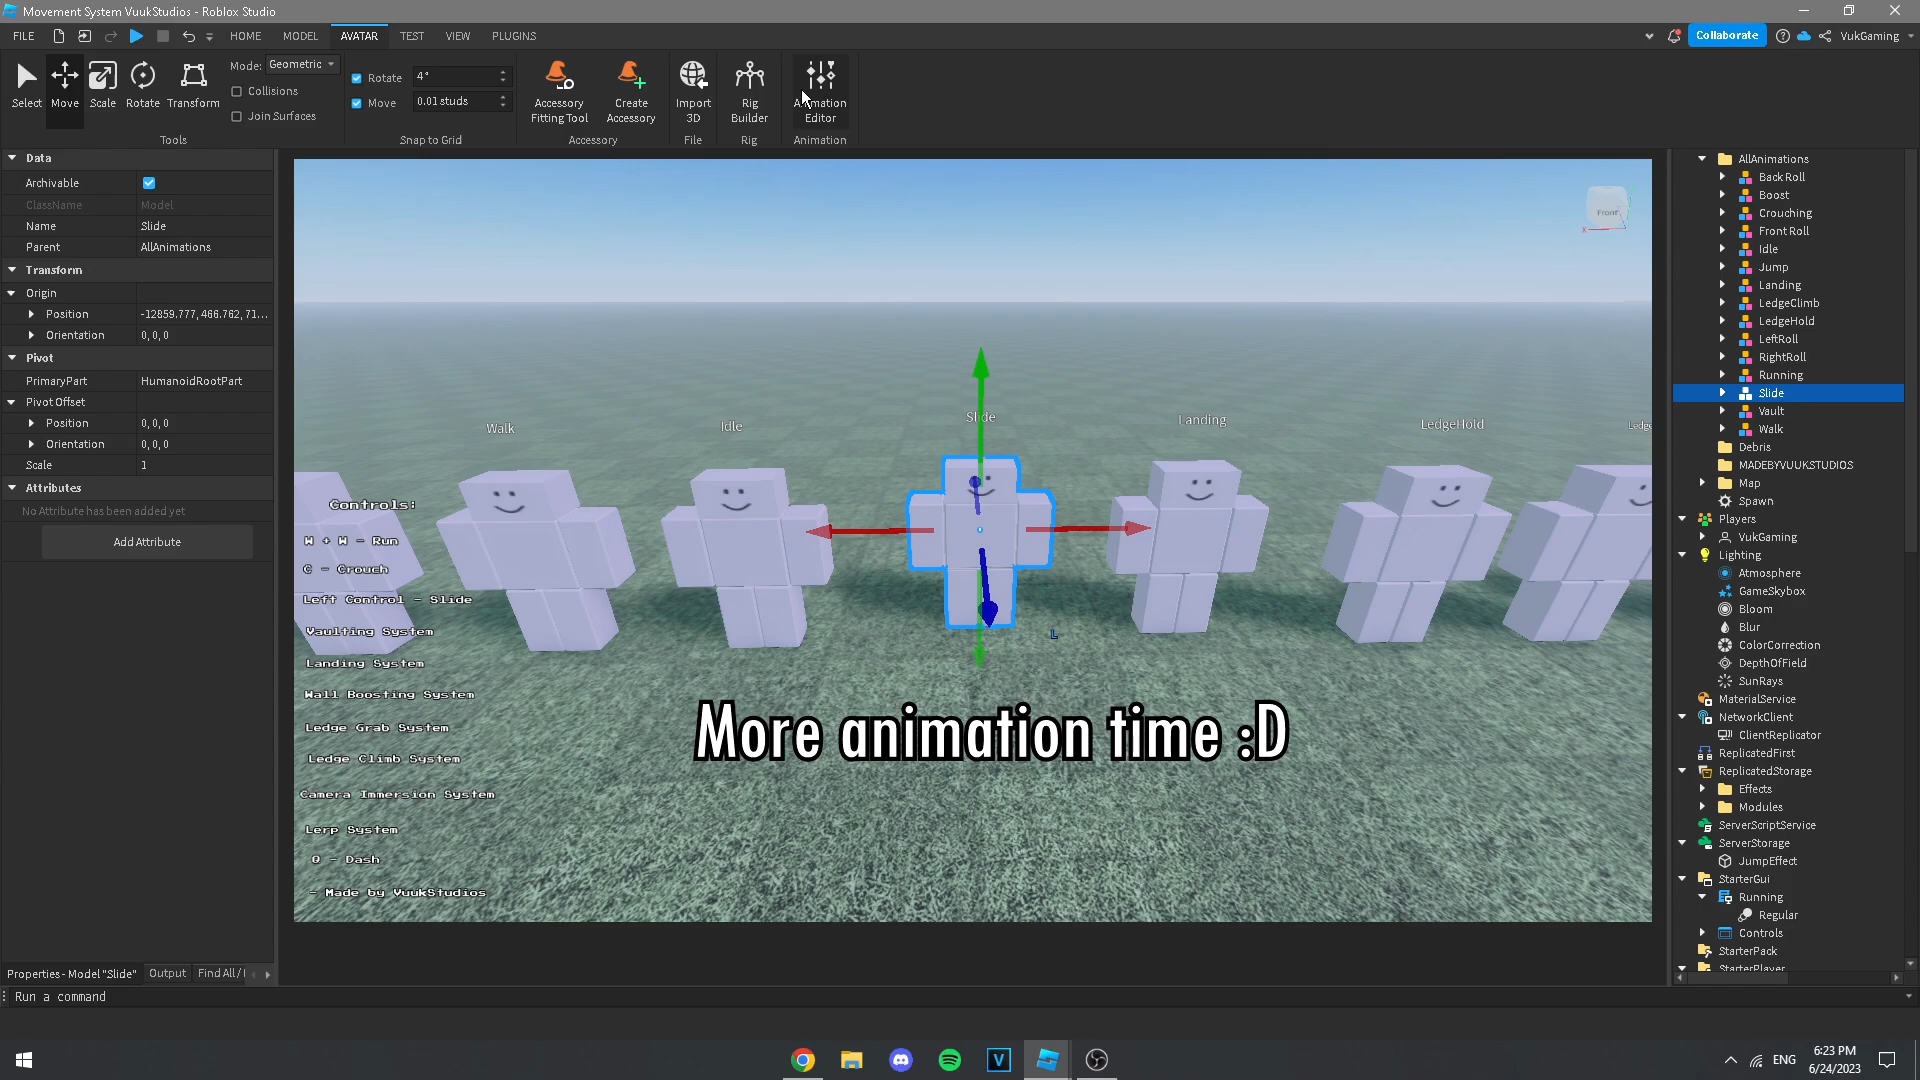 Movement System VuukStudios - Roblox Studio
FILE HOME MODEL AVATAR TEST VIEW PLUGINS Collaborate VukGaming
Select Move Scale Rotate Transform
Mode: Geometric
Collisions
Join Surfaces
Tools
Rotate 4°
Move 0.01 studs
Snap to Grid
Accessory Fitting Tool
Create Accessory
Accessory
Import 3D
File
Rig Builder
Rig
Animation Editor
Animation
Data
Archivable
ClassName Model
Name Slide
Parent AllAnimations
Transform
Origin
Position -12859.777, 466.762, 71...
Orientation 0, 0, 0
Pivot
PrimaryPart HumanoidRootPart
Pivot Offset
Position 0, 0, 0
Orientation 0, 0, 0
Scale 1
Attributes
No Attribute has been added yet
Add Attribute
Properties - Model "Slide" Output Find All /
Run a command
Front
X
Walk Idle Slide Landing LedgeHold Ledge
Controls:
W + W - Run
C - Crouch
Left Control - Slide
Vaulting System
Landing System
Wall Boosting System
Ledge Grab System
Ledge Climb System
Camera Immersion System
Lerp System
Q - Dash
- Made by VuukStudios
L
More animation time :D
AllAnimations
Back Roll
Boost
Crouching
Front Roll
Idle
Jump
Landing
LedgeClimb
LedgeHold
LeftRoll
RightRoll
Running
Slide
Vault
Walk
Debris
MADEBYVUUKSTUDIOS
Map
Spawn
Players
VukGaming
Lighting
Atmosphere
GameSkybox
Bloom
Blur
ColorCorrection
DepthOfField
SunRays
MaterialService
NetworkClient
ClientReplicator
ReplicatedFirst
ReplicatedStorage
Effects
Modules
ServerScriptService
ServerStorage
JumpEffect
StarterGui
Running
Regular
Controls
StarterPack
StarterPlayer
ENG
6:23 PM
6/24/2023